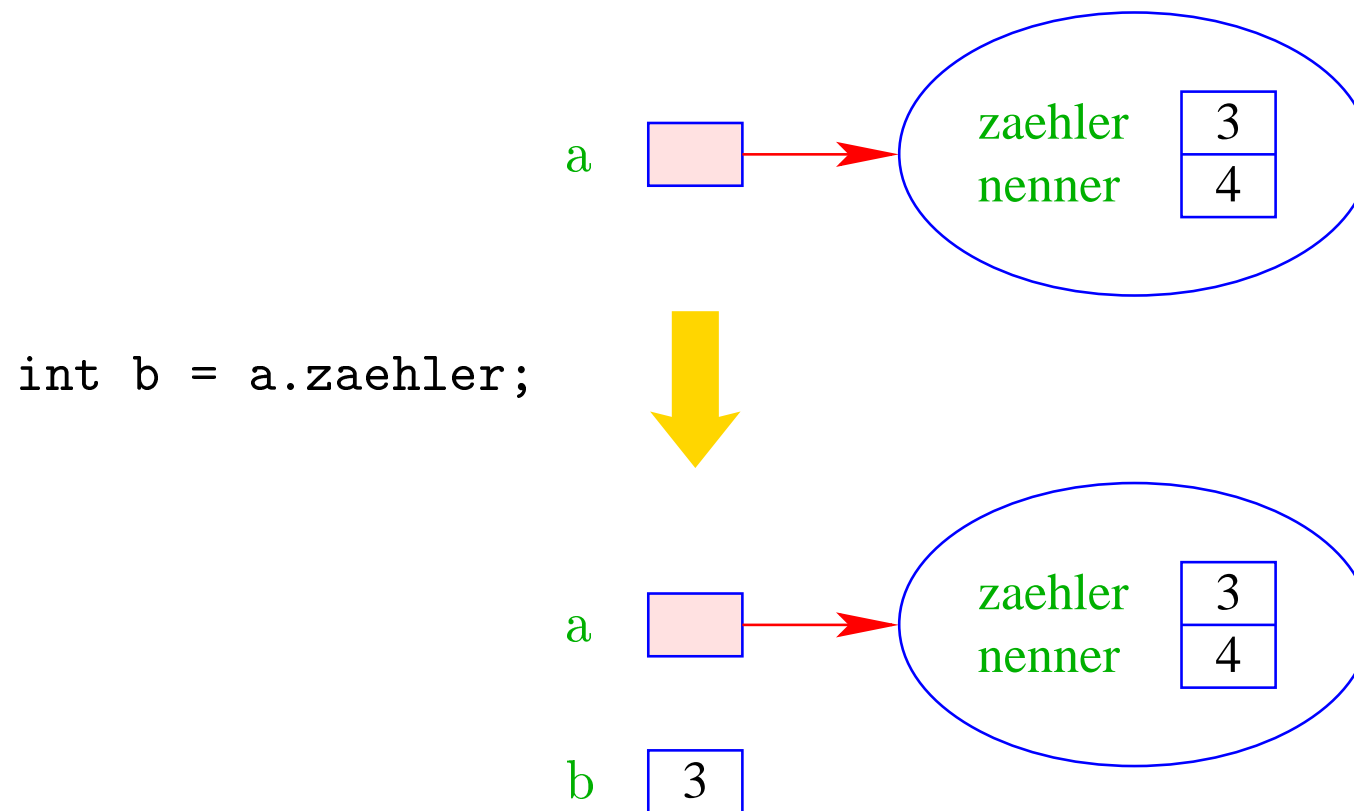 zaehler 3
a
nenner 4
int b = a.zaehler;
zaehler 3
a
nenner 4
b 3